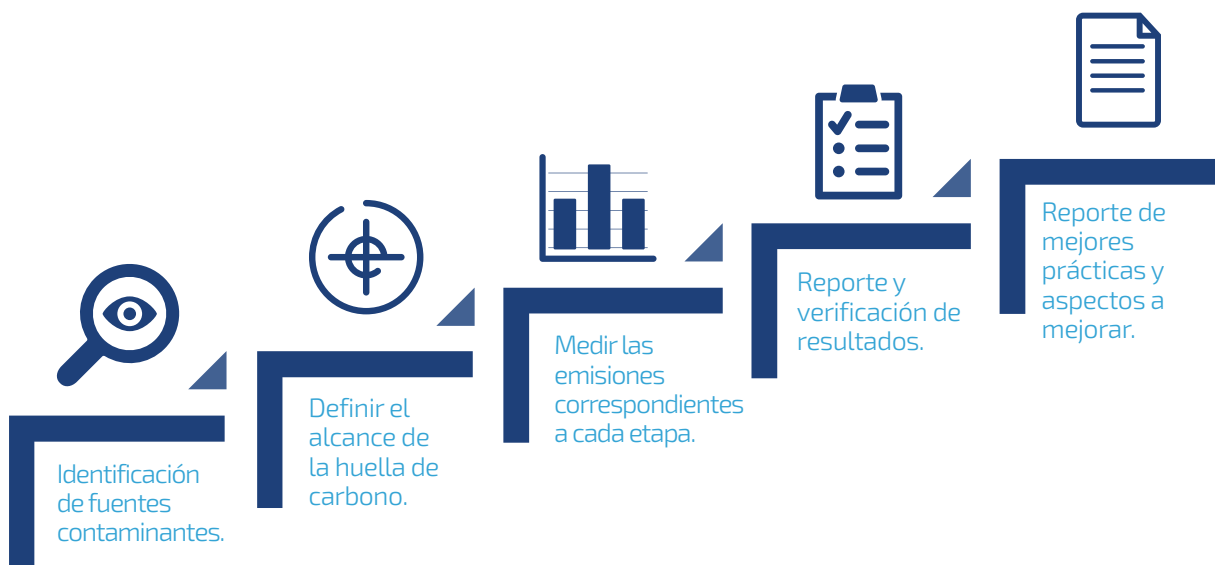 Identificación
de fuentes
contaminantes.
Definir el
alcance de
la huella de
carbono.
Medir las
emisiones
correspondientes
a cada etapa.
Reporte y
verificación de
resultados.
Reporte de
mejores
prácticas y
aspectos a
mejorar.